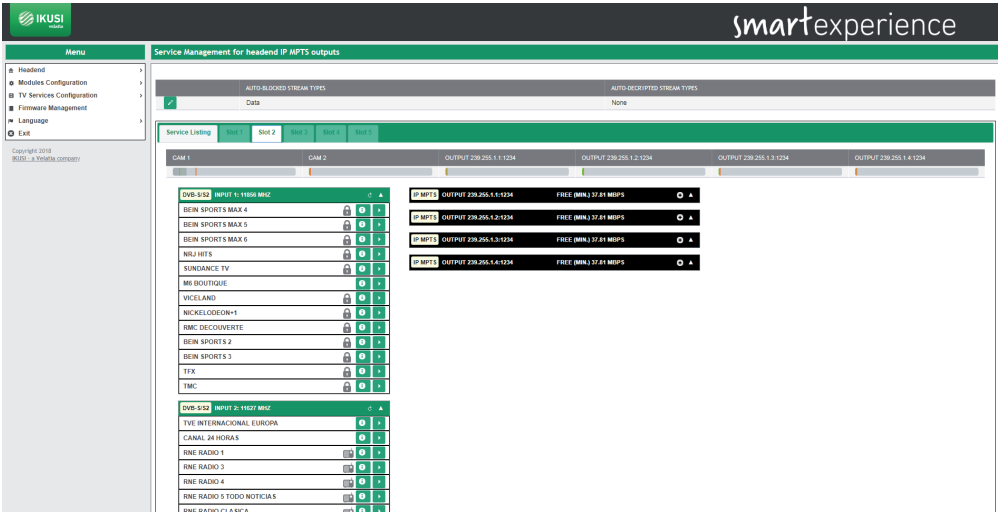 IKUSI
velatia
smartexperience
Menu
Headend
Modules Configuration
TV Services Configuration
Firmware Management
Language
Exit
Copyright 2018
IKUSI - a Velatia company
Service Management for headend IP MPTS outputs
AUTO-BLOCKED STREAM TYPES AUTO-DECRYPTED STREAM TYPES
Data None
Service Listing Slot 1 Slot 2 Slot 3 Slot 4 Slot 5
CAM 1 CAM 2 OUTPUT 239.255.1.1:1234 OUTPUT 239.255.1.2:1234 OUTPUT 239.255.1.3:1234 OUTPUT 239.255.1.4:1234
DVB-S/S2 INPUT 1: 11856 MHZ
BEIN SPORTS MAX 4
BEIN SPORTS MAX 5
BEIN SPORTS MAX 6
NRJ HITS
SUNDANCE TV
M6 BOUTIQUE
VICELAND
NICKELODEON+1
RMC DECOUVERTE
BEIN SPORTS 2
BEIN SPORTS 3
TFX
TMC
DVB-S/S2 INPUT 2: 11627 MHZ
TVE INTERNACIONAL EUROPA
CANAL 24 HORAS
RNE RADIO 1
RNE RADIO 3
RNE RADIO 4
RNE RADIO 5 TODO NOTICIAS
RNE RADIO CLASICA
IP MPTS OUTPUT 239.255.1.1:1234 FREE (MIN.) 37.81 MBPS
IP MPTS OUTPUT 239.255.1.2:1234 FREE (MIN.) 37.81 MBPS
IP MPTS OUTPUT 239.255.1.3:1234 FREE (MIN.) 37.81 MBPS
IP MPTS OUTPUT 239.255.1.4:1234 FREE (MIN.) 37.81 MBPS